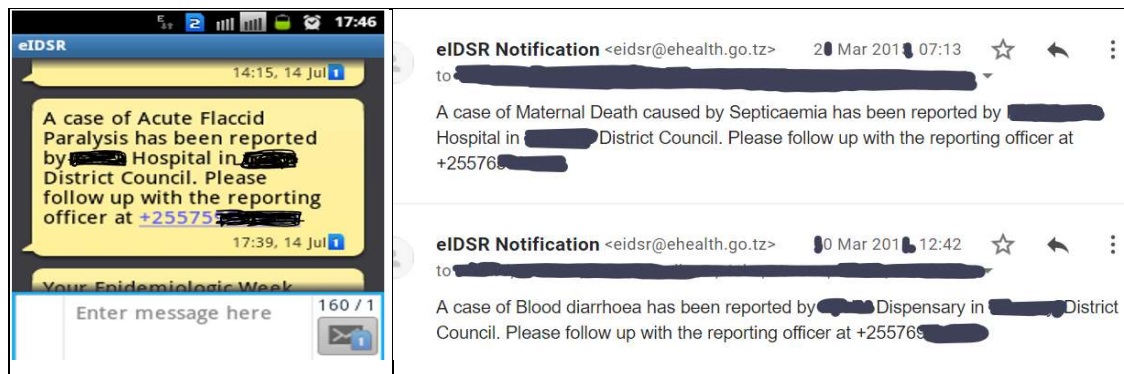 17:46
eIDSR
14:15, 14 Jul 1
A case of Acute Flaccid
Paralysis has been reported
by Hospital in
District Council. Please
follow up with the reporting
officer at +25575
17:39, 14 Jul 1
Your Epidemiologic Week
Enter message here
160 / 1
eIDSR Notification <eidsr@ehealth.go.tz> Mar 201 07:13
to
A case of Maternal Death caused by Septicaemia has been reported by
Hospital in District Council. Please follow up with the reporting officer at
+25576
eIDSR Notification <eidsr@ehealth.go.tz> 0 Mar 201 12:42
to
A case of Blood diarrhoea has been reported by Dispensary in District
Council. Please follow up with the reporting officer at +25576